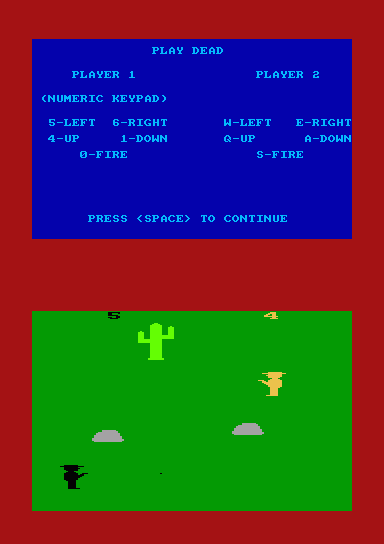 PLAY DEAD
PLAYER 1 PLAYER 2
(NUMERIC KEYPAD)
5-LEFT 6-RIGHT W-LEFT E-RIGHT
4-UP 1-DOWN Q-UP A-DOWN
0-FIRE S-FIRE
PRESS <SPACE> TO CONTINUE
5 4